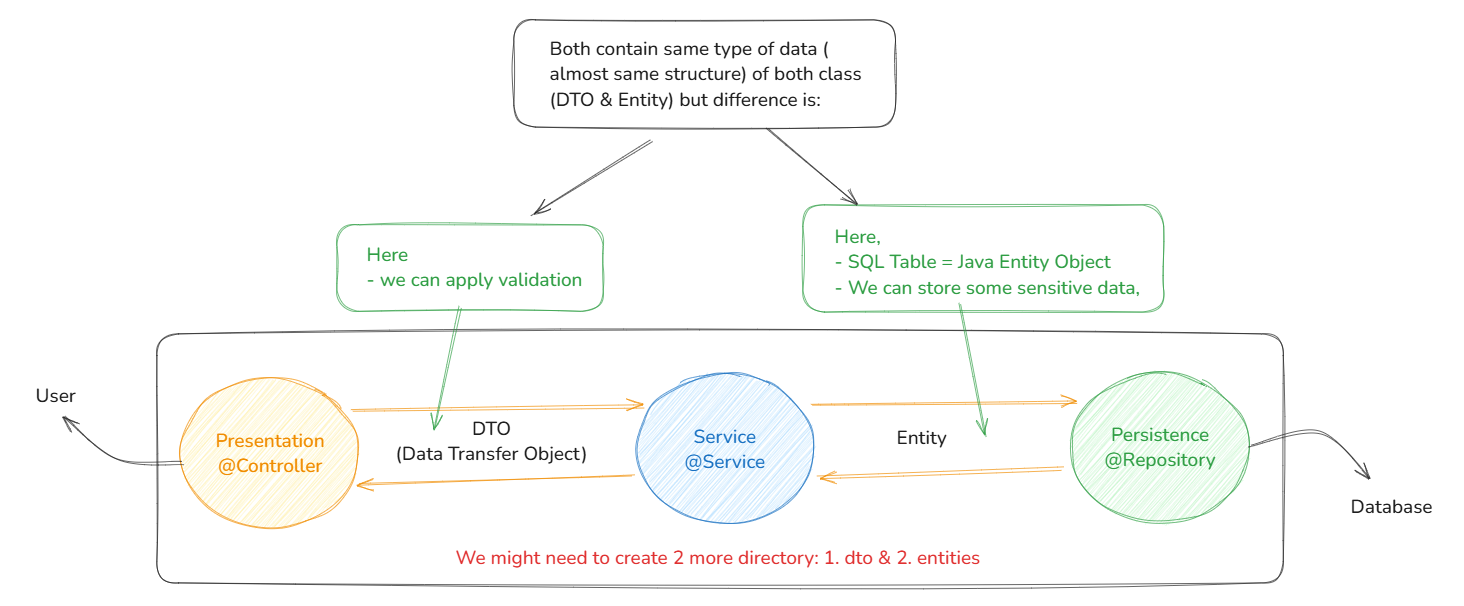 Both contain same type of data (
almost same structure) of both class
(DTO & Entity) but difference is:
Here
- we can apply validation
Here,
- SQL Table = Java Entity Object
- We can store some sensitive data,
User
Presentation
@Controller
DTO
(Data Transfer Object)
Service
@Service
Entity
Persistence
@Repository
Database
We might need to create 2 more directory: 1. dto & 2. entities